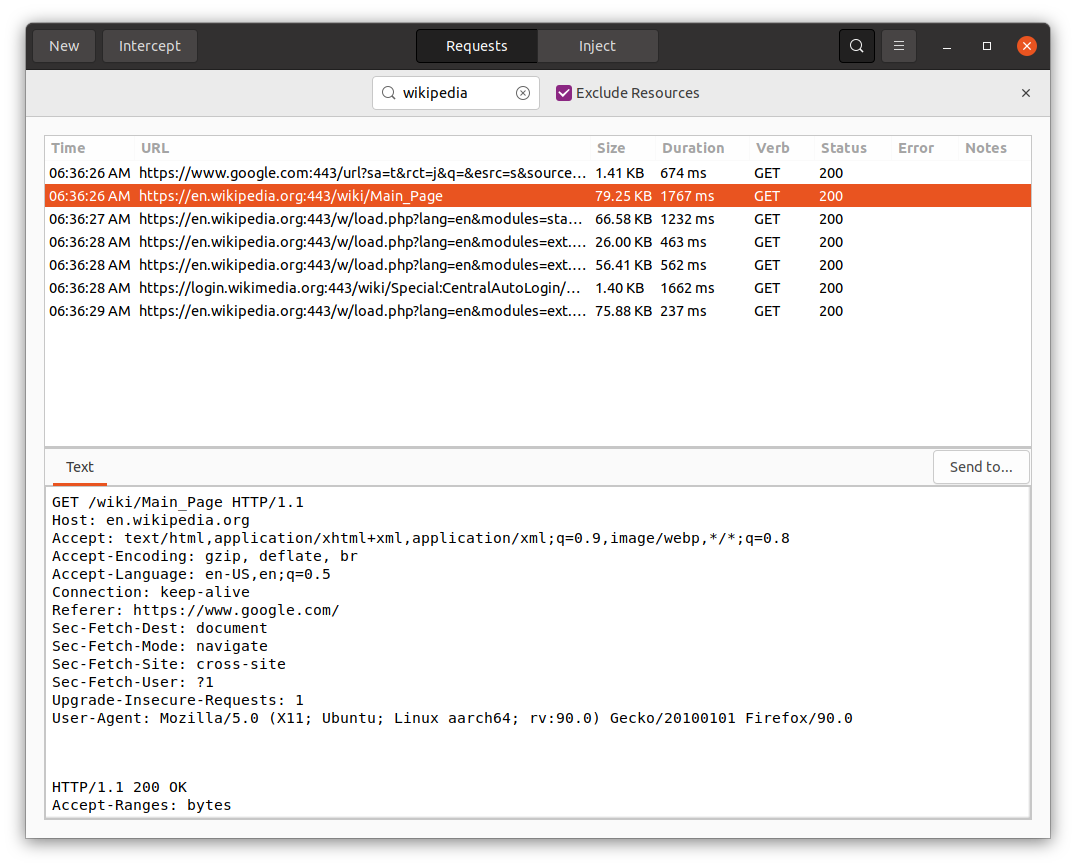 New Intercept Requests Inject
wikipedia Exclude Resources
Time URL Size Duration Verb Status Error Notes
06:36:26 AM https://www.google.com:443/url?sa=t&rct=j&q=&esrc=s&source... 1.41 KB 674 ms GET 200
06:36:26 AM https://en.wikipedia.org:443/wiki/Main_Page 79.25 KB 1767 ms GET 200
06:36:27 AM https://en.wikipedia.org:443/w/load.php?lang=en&modules=sta... 66.58 KB 1232 ms GET 200
06:36:28 AM https://en.wikipedia.org:443/w/load.php?lang=en&modules=ext.... 26.00 KB 463 ms GET 200
06:36:28 AM https://en.wikipedia.org:443/w/load.php?lang=en&modules=ext.... 56.41 KB 562 ms GET 200
06:36:28 AM https://login.wikimedia.org:443/wiki/Special:CentralAutoLogin/... 1.40 KB 1662 ms GET 200
06:36:29 AM https://en.wikipedia.org:443/w/load.php?lang=en&modules=ext.... 75.88 KB 237 ms GET 200
Text Send to...
GET /wiki/Main_Page HTTP/1.1
Host: en.wikipedia.org
Accept: text/html,application/xhtml+xml,application/xml;q=0.9,image/webp,*/*;q=0.8
Accept-Encoding: gzip, deflate, br
Accept-Language: en-US,en;q=0.5
Connection: keep-alive
Referer: https://www.google.com/
Sec-Fetch-Dest: document
Sec-Fetch-Mode: navigate
Sec-Fetch-Site: cross-site
Sec-Fetch-User: ?1
Upgrade-Insecure-Requests: 1
User-Agent: Mozilla/5.0 (X11; Ubuntu; Linux aarch64; rv:90.0) Gecko/20100101 Firefox/90.0
HTTP/1.1 200 OK
Accept-Ranges: bytes